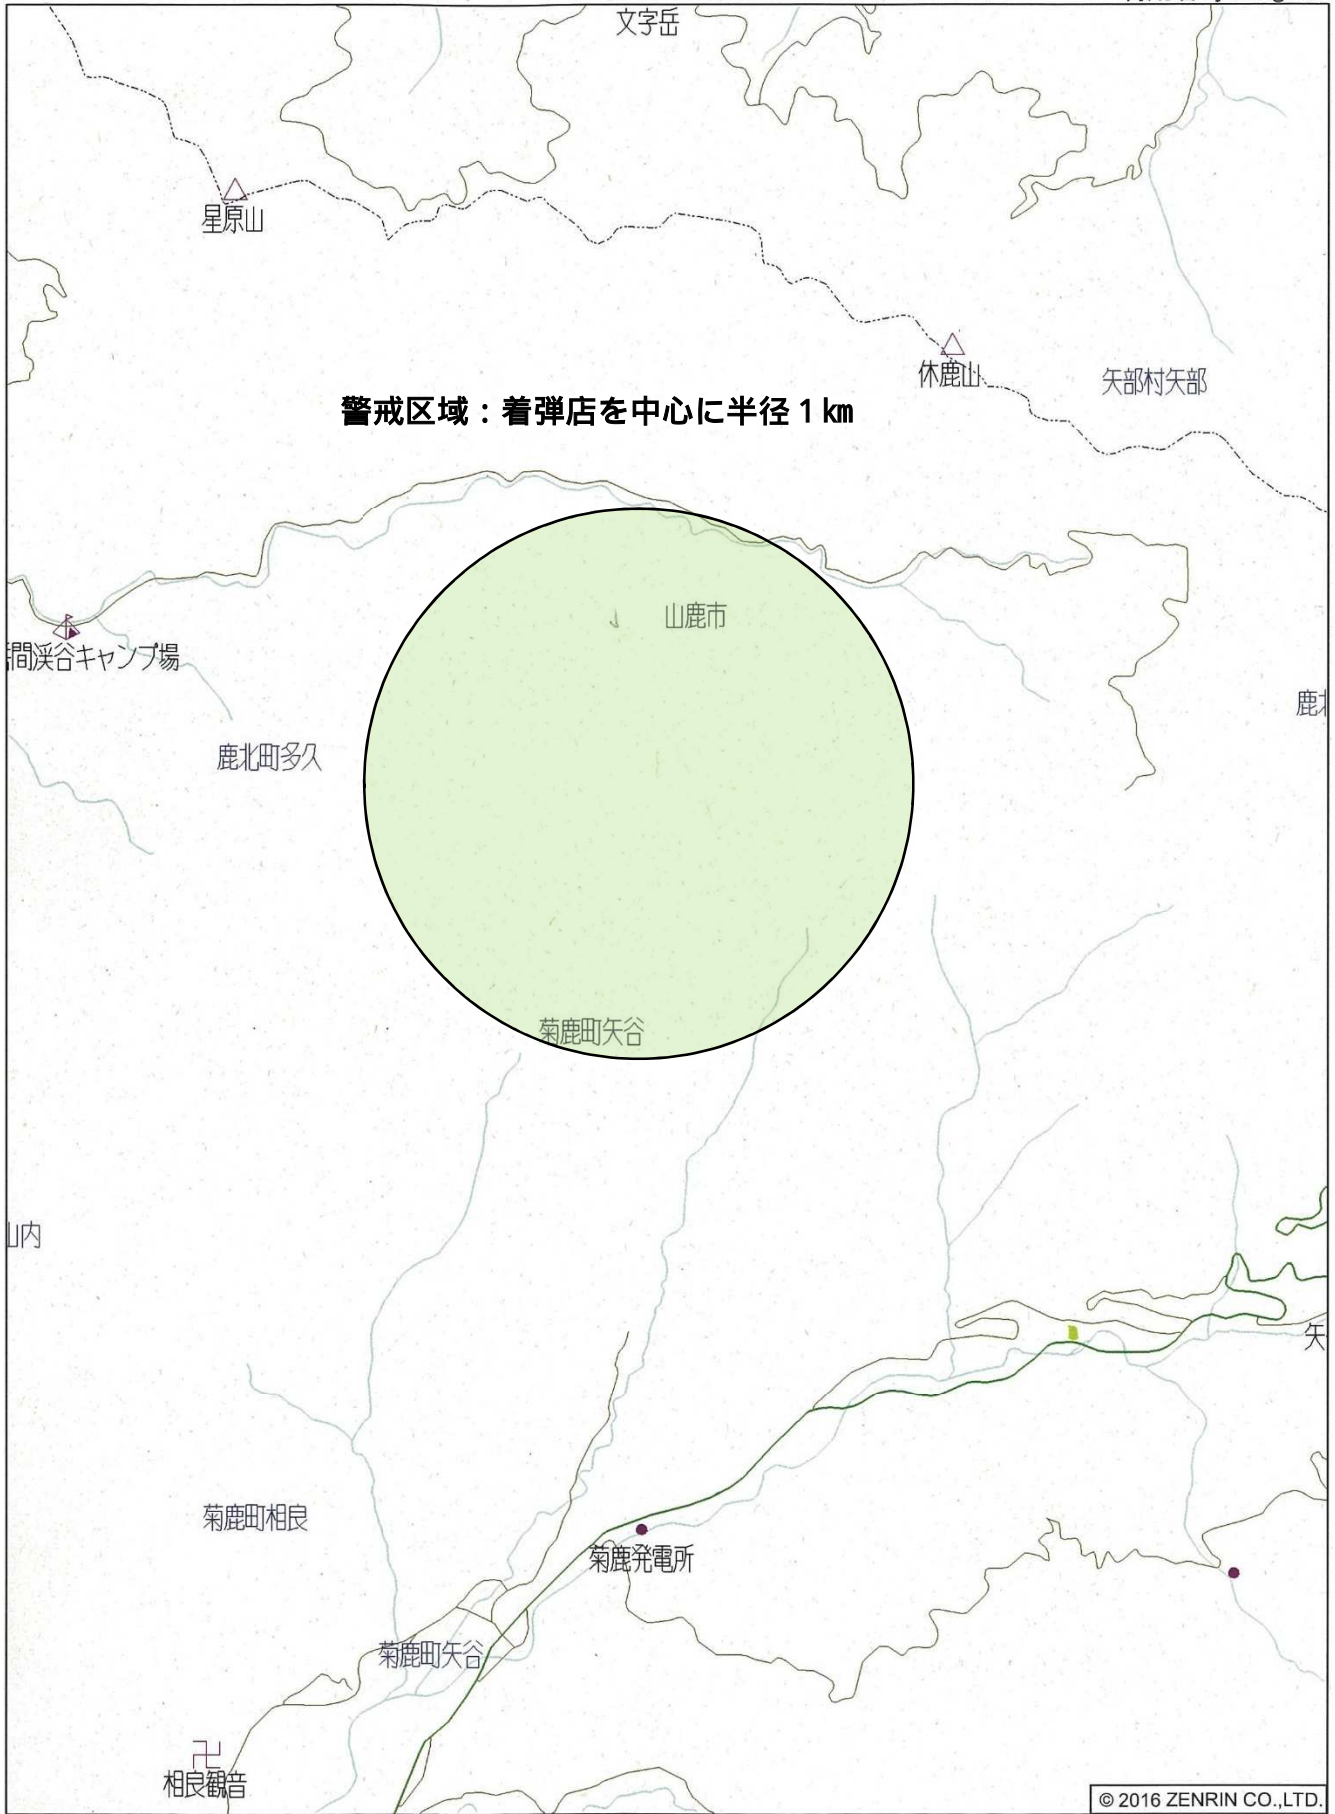 文字岳
星原山
休鹿山
矢部村矢部
警戒区域：着弾店を中心に半径１km
山鹿市
間渓谷キャンプ場
鹿北町多久
鹿北
菊鹿町矢谷
山内
矢
菊鹿町相良
菊鹿発電所
菊鹿町矢谷
相良観音
© 2016 ZENRIN CO.,LTD.